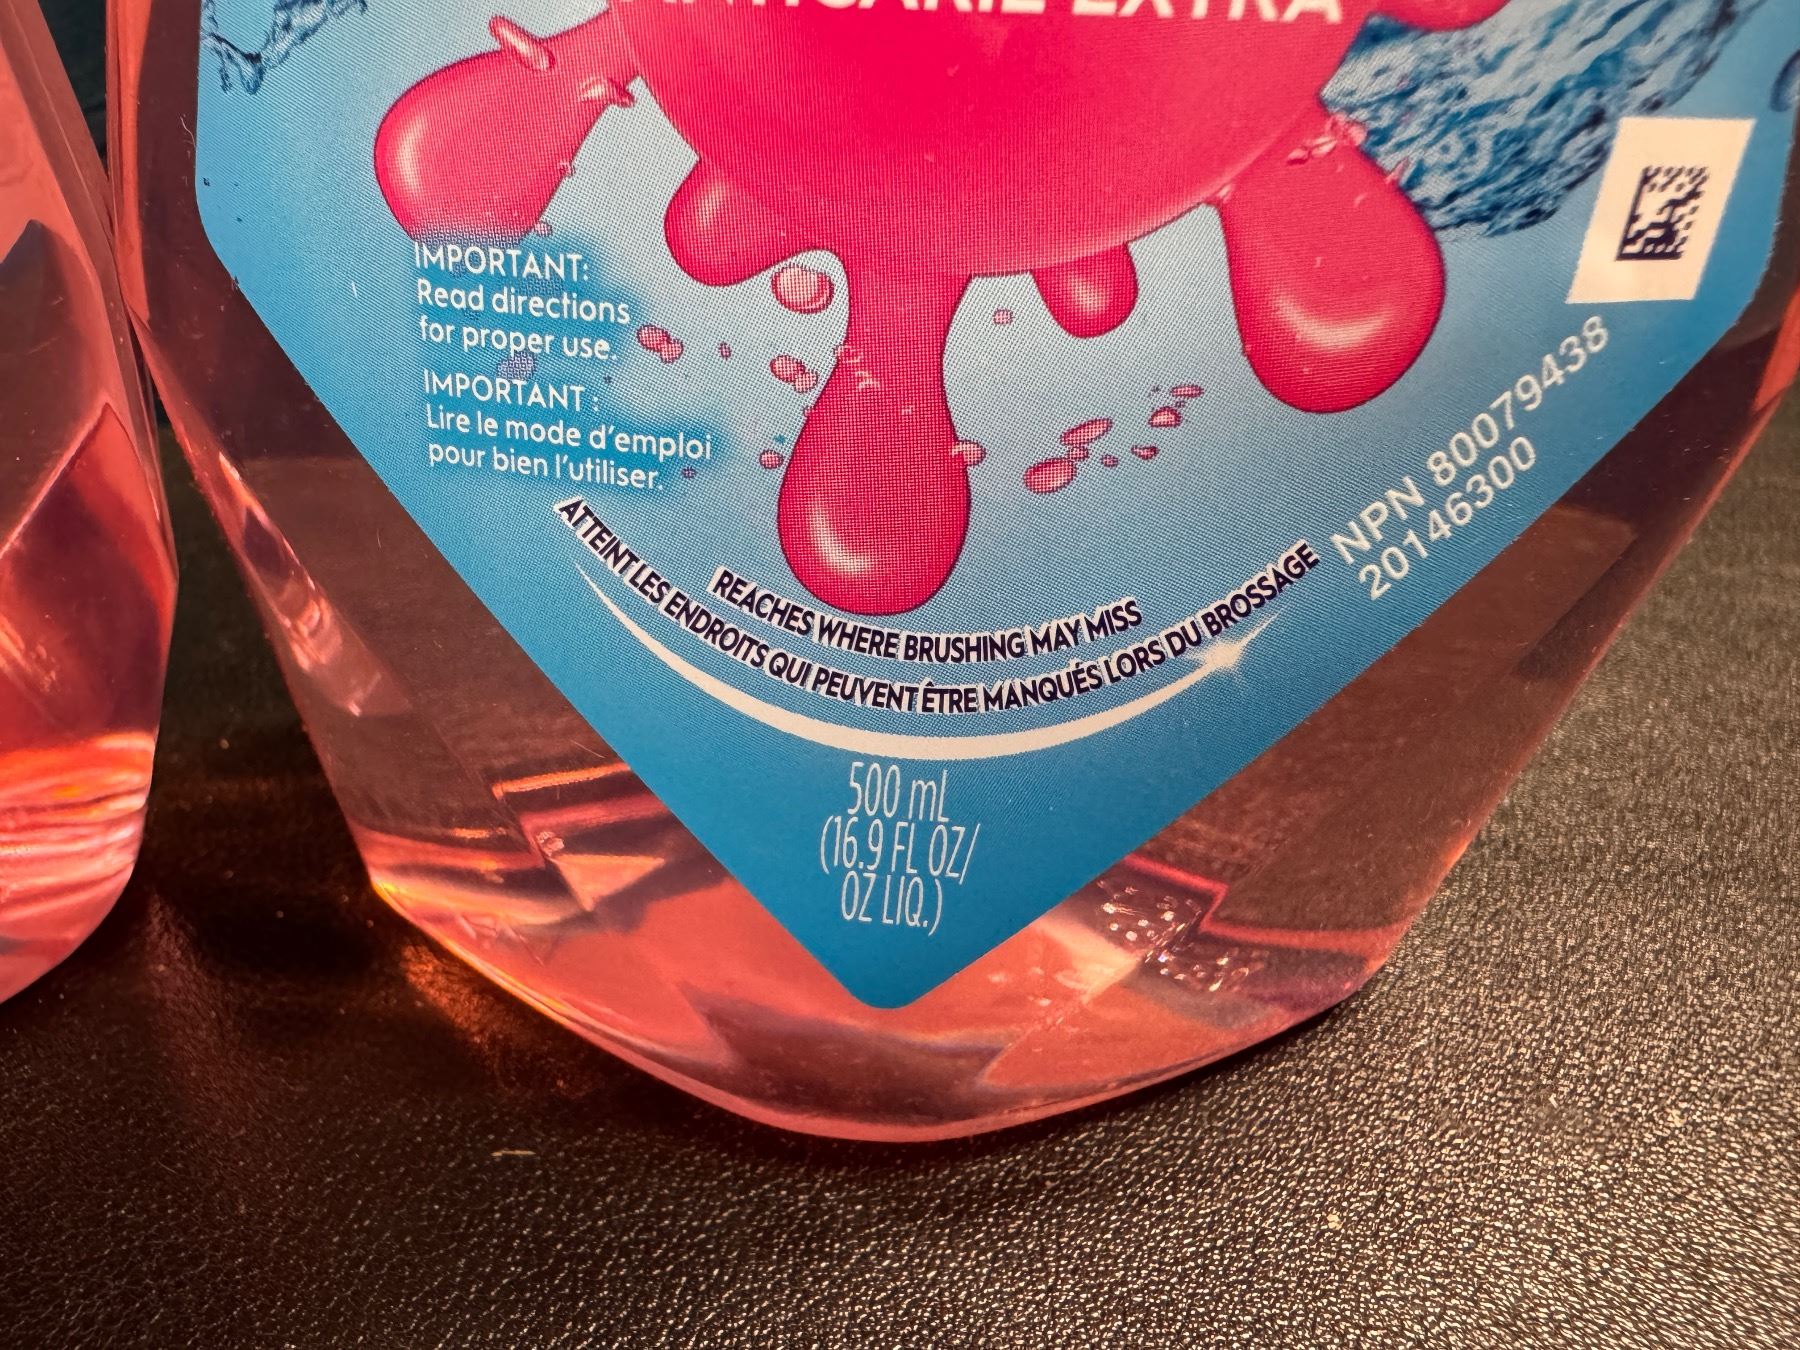 ANTICARIE EXTRA
IMPORTANT:
Read directions
for proper use.
IMPORTANT :
Lire le mode d'emploi
pour bien l'utiliser.
REACHES WHERE BRUSHING MAY MISS
ATTEINT LES ENDROITS QUI PEUVENT ÊTRE MANQUÉS LORS DU BROSSAGE
NPN 80079438
20146300
500 mL
(16.9 FL OZ/
OZ LIQ.)